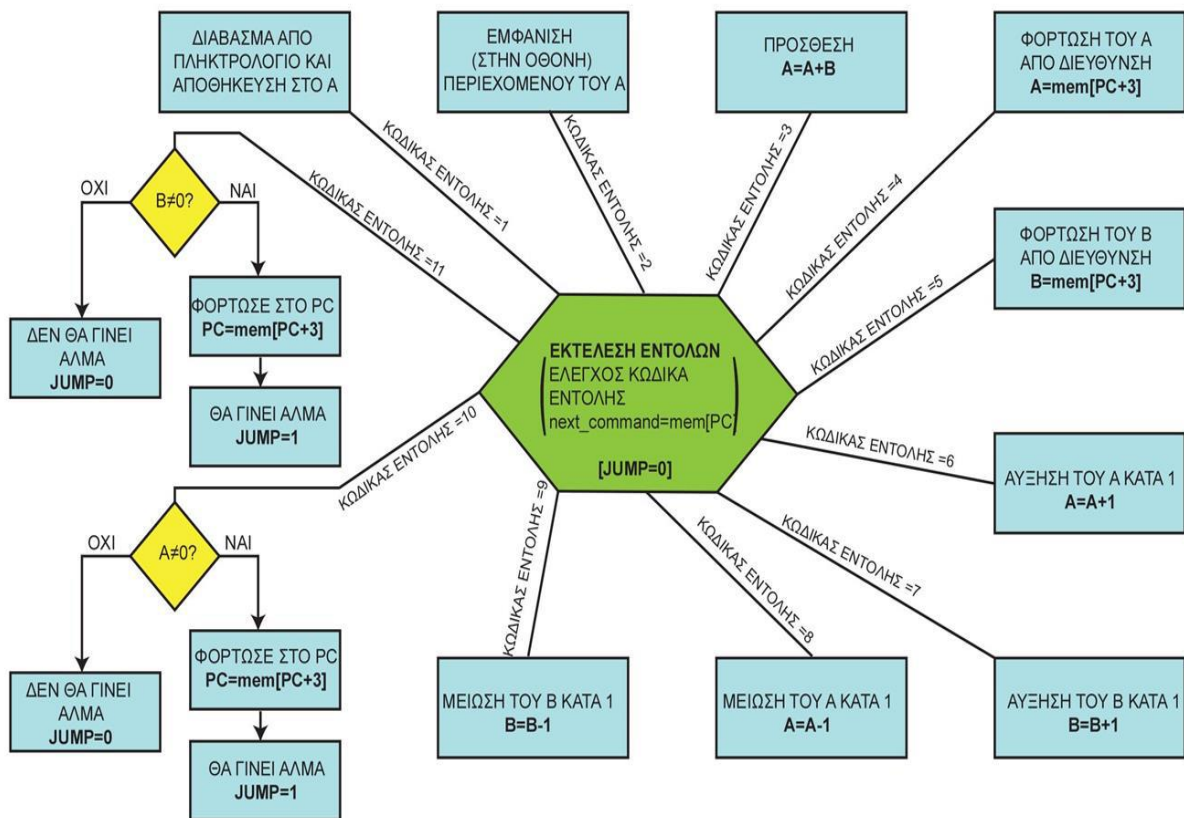 ΔΙΑΒΑΣΜΑ ΑΠΟ
ΠΛΗΚΤΡΟΛΟΓΙΟ ΚΑΙ
ΑΠΟΘΗΚΕΥΣΗ ΣΤΟ Α
ΕΜΦΑΝΙΣΗ
(ΣΤΗΝ ΟΘΟΝΗ)
ΠΕΡΙΕΧΟΜΕΝΟΥ ΤΟΥ Α
ΠΡΟΣΘΕΣΗ
A=A+B
ΦΟΡΤΩΣΗ ΤΟΥ Α
ΑΠΟ ΔΙΕΥΘΥΝΣΗ
A=mem[PC+3]
ΚΩΔΙΚΑΣ ΕΝΤΟΛΗΣ =1
ΚΩΔΙΚΑΣ ΕΝΤΟΛΗΣ =2
ΚΩΔΙΚΑΣ ΕΝΤΟΛΗΣ =3
ΚΩΔΙΚΑΣ ΕΝΤΟΛΗΣ =4
ΚΩΔΙΚΑΣ ΕΝΤΟΛΗΣ =11
B≠0?
ΟΧΙ
ΝΑΙ
ΦΟΡΤΩΣΕ ΣΤΟ PC
PC=mem[PC+3]
ΔΕΝ ΘΑ ΓΙΝΕΙ
ΑΛΜΑ
JUMP=0
ΘΑ ΓΙΝΕΙ ΑΛΜΑ
JUMP=1
ΦΟΡΤΩΣΗ ΤΟΥ Β
ΑΠΟ ΔΙΕΥΘΥΝΣΗ
B=mem[PC+3]
ΚΩΔΙΚΑΣ ΕΝΤΟΛΗΣ =5
ΕΚΤΕΛΕΣΗ ΕΝΤΟΛΩΝ
ΕΛΕΓΧΟΣ ΚΩΔΙΚΑ
ΕΝΤΟΛΗΣ
next_command=mem[PC]
[JUMP=0]
ΚΩΔΙΚΑΣ ΕΝΤΟΛΗΣ =10
ΚΩΔΙΚΑΣ ΕΝΤΟΛΗΣ =6
ΑΥΞΗΣΗ ΤΟΥ Α ΚΑΤΑ 1
A=A+1
ΚΩΔΙΚΑΣ ΕΝΤΟΛΗΣ =9
ΚΩΔΙΚΑΣ ΕΝΤΟΛΗΣ =8
ΚΩΔΙΚΑΣ ΕΝΤΟΛΗΣ =7
A≠0?
ΟΧΙ
ΝΑΙ
ΦΟΡΤΩΣΕ ΣΤΟ PC
PC=mem[PC+3]
ΔΕΝ ΘΑ ΓΙΝΕΙ
ΑΛΜΑ
JUMP=0
ΘΑ ΓΙΝΕΙ ΑΛΜΑ
JUMP=1
ΜΕΙΩΣΗ ΤΟΥ Β ΚΑΤΑ 1
B=B-1
ΜΕΙΩΣΗ ΤΟΥ Α ΚΑΤΑ 1
A=A-1
ΑΥΞΗΣΗ ΤΟΥ Β ΚΑΤΑ 1
B=B+1